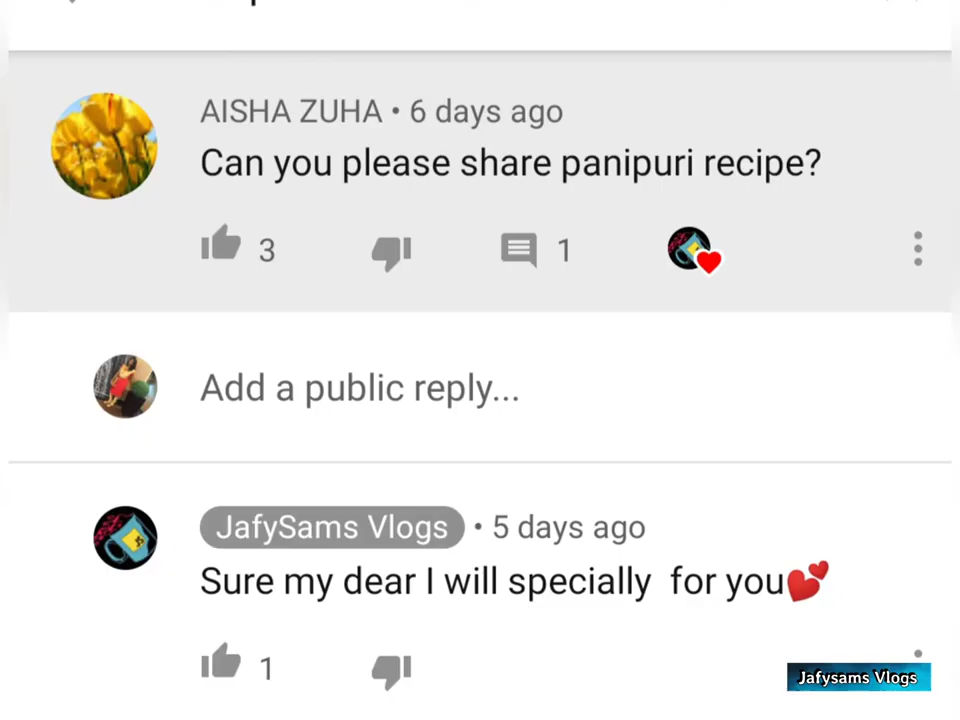 AISHA ZUHA • 6 days ago
Can you please share panipuri recipe?
3 1
Add a public reply...
JafySams Vlogs • 5 days ago
Sure my dear I will specially for you💕
1
Jafysams Vlogs